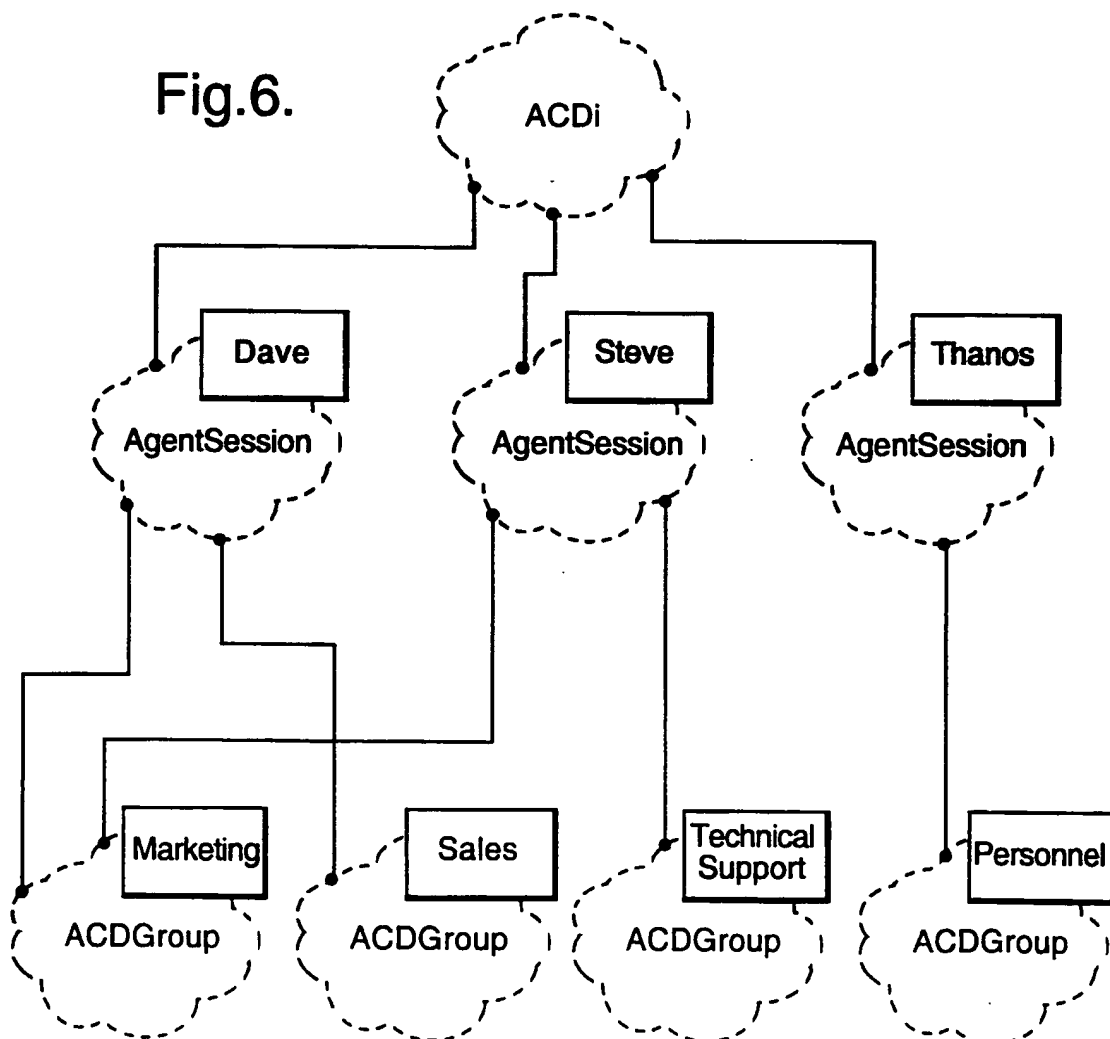 Fig.6.
ACDi
Dave
Steve
Thanos
AgentSession
AgentSession
AgentSession
Marketing
Sales
Technical
Support
Personnel
ACDGroup
ACDGroup
ACDGroup
ACDGroup